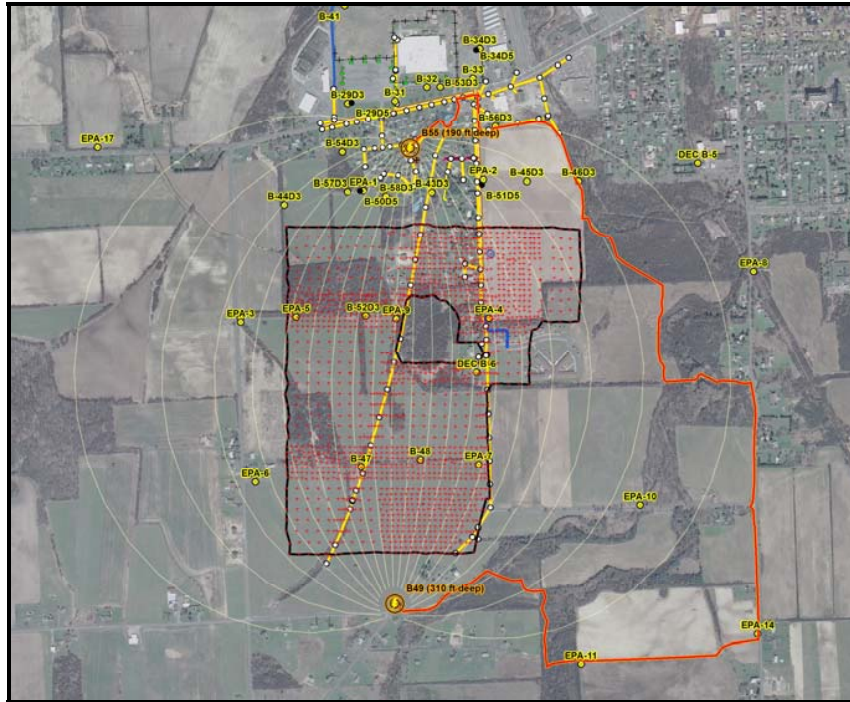 B-41
B-34D3
B-34D5
B-33
B-32
B-53D3
B-29D3
B-31
B-29D5
B-56D3
B55 (190 ft deep)
EPA-17
B-54D3
DEC B-5
EPA-2
B-45D3
B-46D3
B-57D3
EPA-1
B-58D3
B-43D3
B-44D3
B-50D5
B-51D5
EPA-8
EPA-3
EPA-5
B-52D3
EPA-9
EPA-4
DEC B-6
B-47
B-48
EPA-7
EPA-6
EPA-10
B49 (310 ft deep)
EPA-14
EPA-11